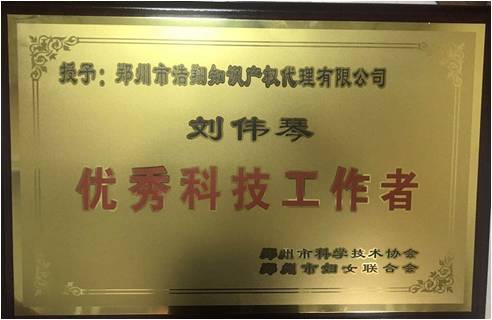 授予：郑州市浩翔知识产权代理有限公司
刘伟琴
优秀科技工作者
郑州市科学技术协会
郑州市妇女联合会